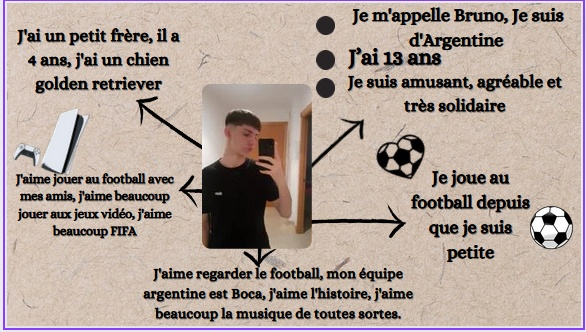 Je m'appelle Bruno, Je suis
d'Argentine
J'ai 13 ans
Je suis amusant, agréable et
très solidaire
J'ai un petit frère, il a
4 ans, j'ai un chien
golden retriever
J'aime jouer au football avec
mes amis, j'aime beaucoup
jouer aux jeux vidéo, j'aime
beaucoup FIFA
Je joue au
football depuis
que je suis
petite
J'aime regarder le football, mon équipe
argentine est Boca, j'aime l'histoire, j'aime
beaucoup la musique de toutes sortes.